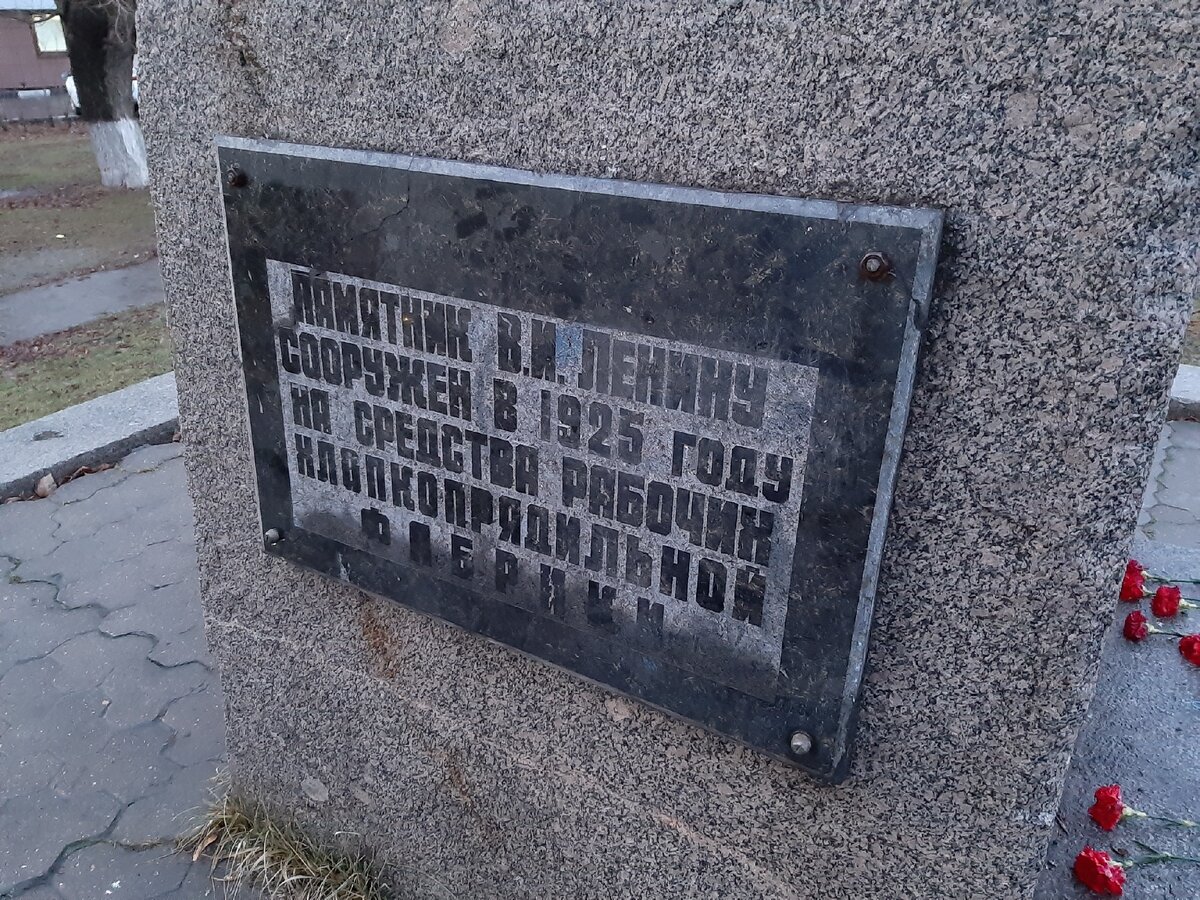 ПАМЯТНИК В.И.ЛЕНИНУ
СООРУЖЕН В 1925 ГОДУ
НА СРЕДСТВА РАБОЧИХ
ХЛОПКОПРЯДИЛЬНОЙ
ФАБРИКИ